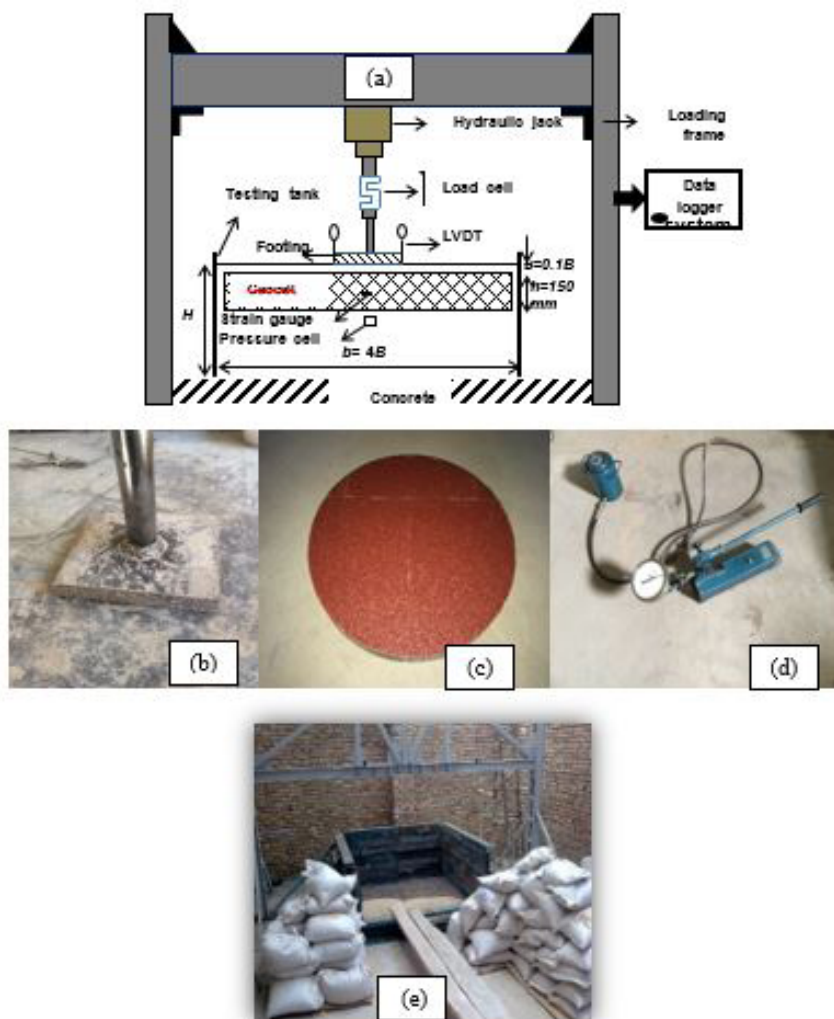 (a)
Hydraulic jack
Loading
frame
Load cell
Testing tank
Data
logger
system
LVDT
Footing
s=0.1B
Geocell
h=150
mm
H
Strain gauge
Pressure cell
b= 4B
Concrete
(b)
(c)
(d)
(e)